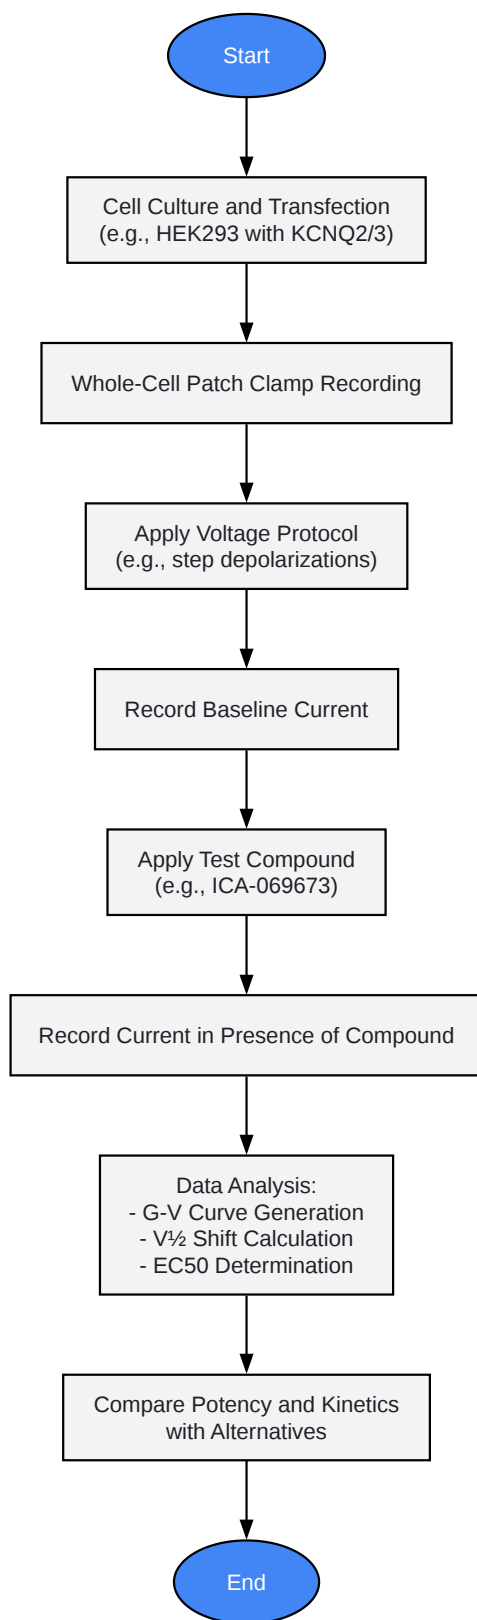 Start
Cell Culture and Transfection
(e.g., HEK293 with KCNQ2/3)
Whole-Cell Patch Clamp Recording
Apply Voltage Protocol
(e.g., step depolarizations)
Record Baseline Current
Apply Test Compound
(e.g., ICA-069673)
Record Current in Presence of Compound
Data Analysis:
- G-V Curve Generation
- V½ Shift Calculation
- EC50 Determination
Compare Potency and Kinetics
with Alternatives
End